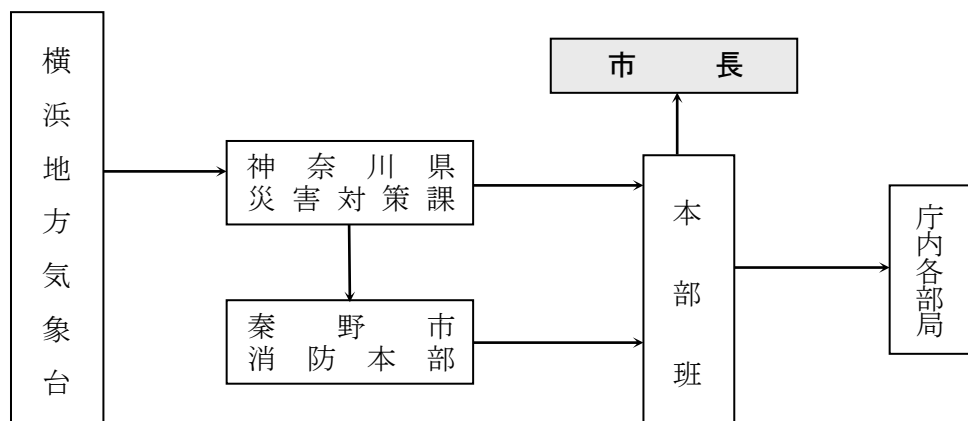 横浜地方気象台
市長
神奈川県
災害対策課
秦野市
消防本部
本部班
庁内各部局